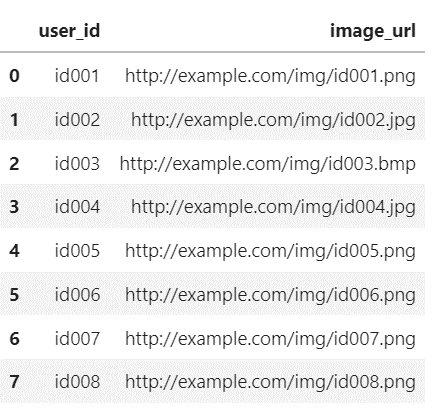 user_id image_url
0 id001 http://example.com/img/id001.png
1 id002 http://example.com/img/id002.jpg
2 id003 http://example.com/img/id003.bmp
3 id004 http://example.com/img/id004.jpg
4 id005 http://example.com/img/id005.png
5 id006 http://example.com/img/id006.png
6 id007 http://example.com/img/id007.png
7 id008 http://example.com/img/id008.png